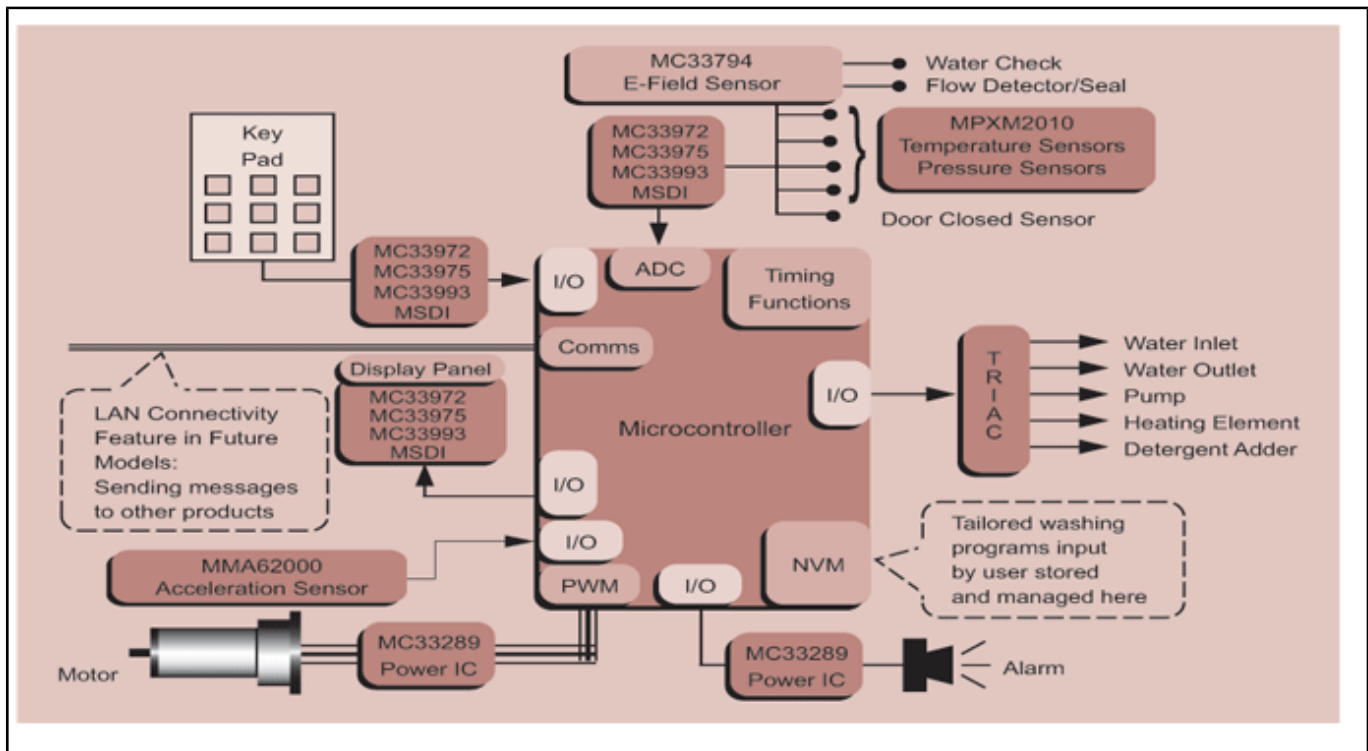 MC33794
E-Field Sensor
Water Check
Flow Detector/Seal
Key
Pad
MC33972
MC33975
MC33993
MSDI
MPXM2010
Temperature Sensors
Pressure Sensors
Door Closed Sensor
MC33972
MC33975
MC33993
MSDI
I/O
ADC
Timing
Functions
Comms
Display Panel
MC33972
MC33975
MC33993
MSDI
LAN Connectivity
Feature in Future
Models:
Sending messages
to other products
Microcontroller
I/O
TRIAC
Water Inlet
Water Outlet
Pump
Heating Element
Detergent Adder
I/O
I/O
MMA62000
Acceleration Sensor
PWM
I/O
NVM
Tailored washing
programs input
by user stored
and managed here
Motor
MC33289
Power IC
MC33289
Power IC
Alarm